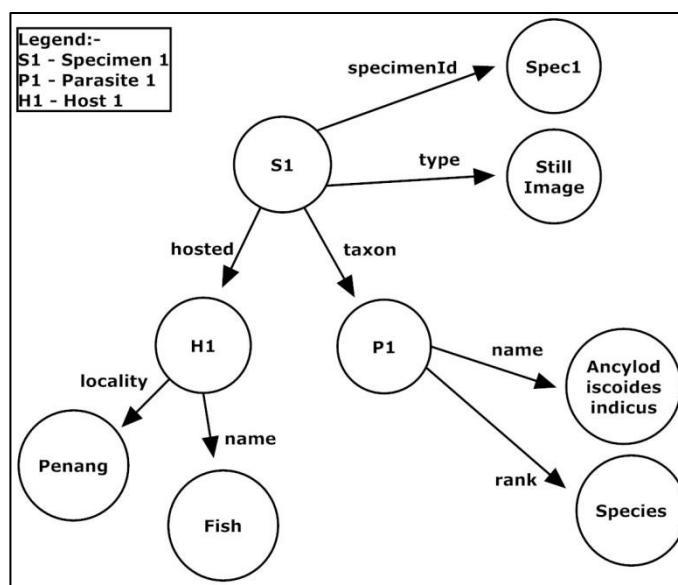 Legend:-
S1 - Specimen 1
P1 - Parasite 1
H1 - Host 1
specimenId
Spec1
S1
type
Still
Image
hosted
taxon
H1
P1
name
Ancylod
iscoides
indicus
locality
name
Penang
rank
Species
Fish